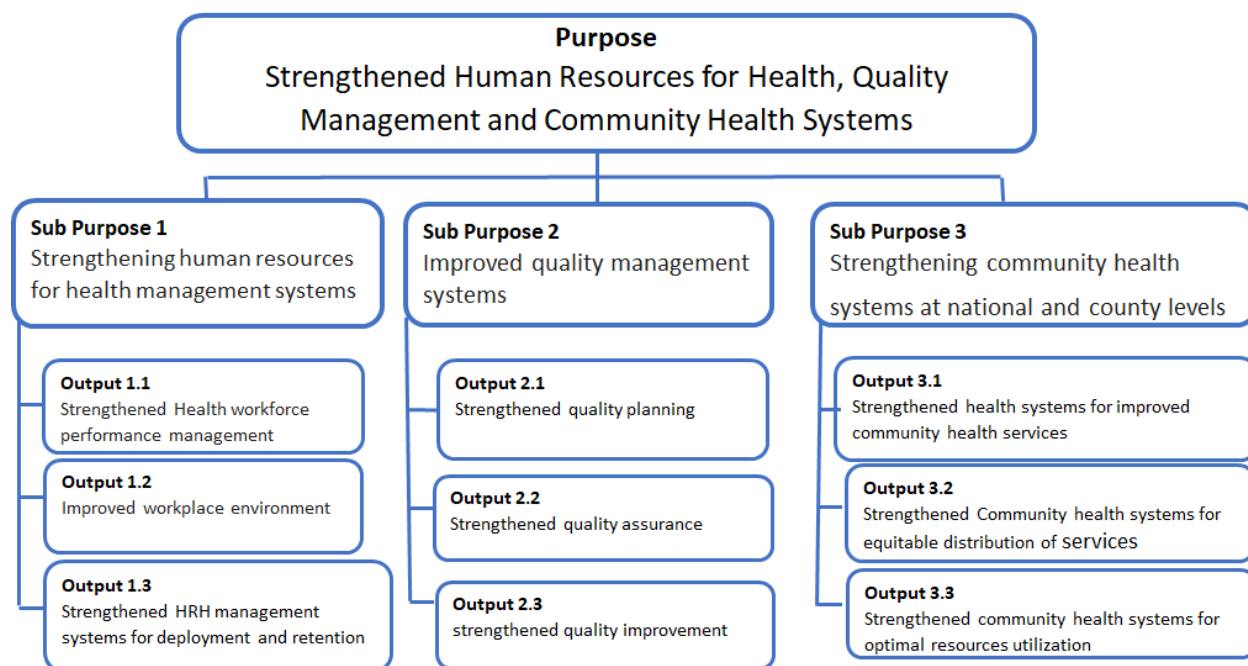 Purpose
Strengthened Human Resources for Health, Quality
Management and Community Health Systems
Sub Purpose 1
Strengthening human resources
for health management systems
Output 1.1
Strengthened Health workforce
performance management
Output 1.2
Improved workplace environment
Output 1.3
Strengthened HRH management
systems for deployment and retention
Sub Purpose 2
Improved quality management
systems
Output 2.1
Strengthened quality planning
Output 2.2
Strengthened quality assurance
Output 2.3
strengthened quality improvement
Sub Purpose 3
Strengthening community health
systems at national and county levels
Output 3.1
Strengthened health systems for improved
community health services
Output 3.2
Strengthened Community health systems for
equitable distribution of services
Output 3.3
Strengthened community health systems for
optimal resources utilization